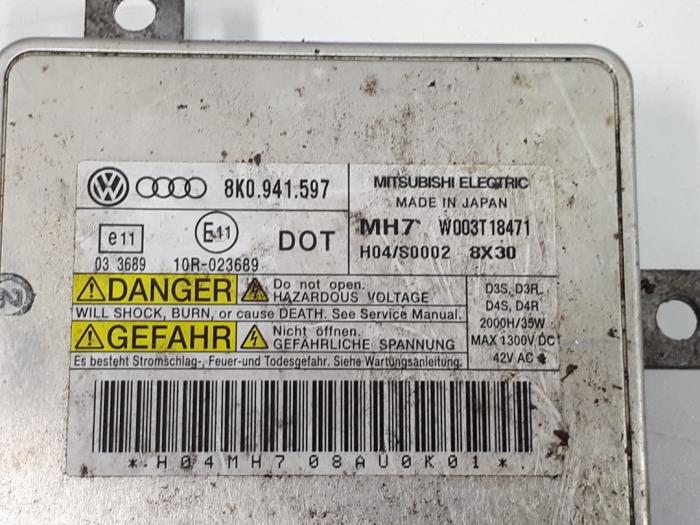 8K0.941.597
MITSUBISHI ELECTRIC
MADE IN JAPAN
MH7 W003T18471
H04/S0002 8X30
e11
E11
DOT
03 3689 10R-023689
DANGER
Do not open.
HAZARDOUS VOLTAGE
WILL SHOCK, BURN, or cause DEATH. See Service Manual.
GEFAHR
Nicht öffnen.
GEFÄHRLICHE SPANNUNG
Es besteht Stromschlag-, Feuer-und Todesgefahr. Siehe Wartungsanleitung.
D3S, D3R
D4S, D4R
2000H/35W
MAX 1300V DC
42V AC
*H04MH708AU0K01*